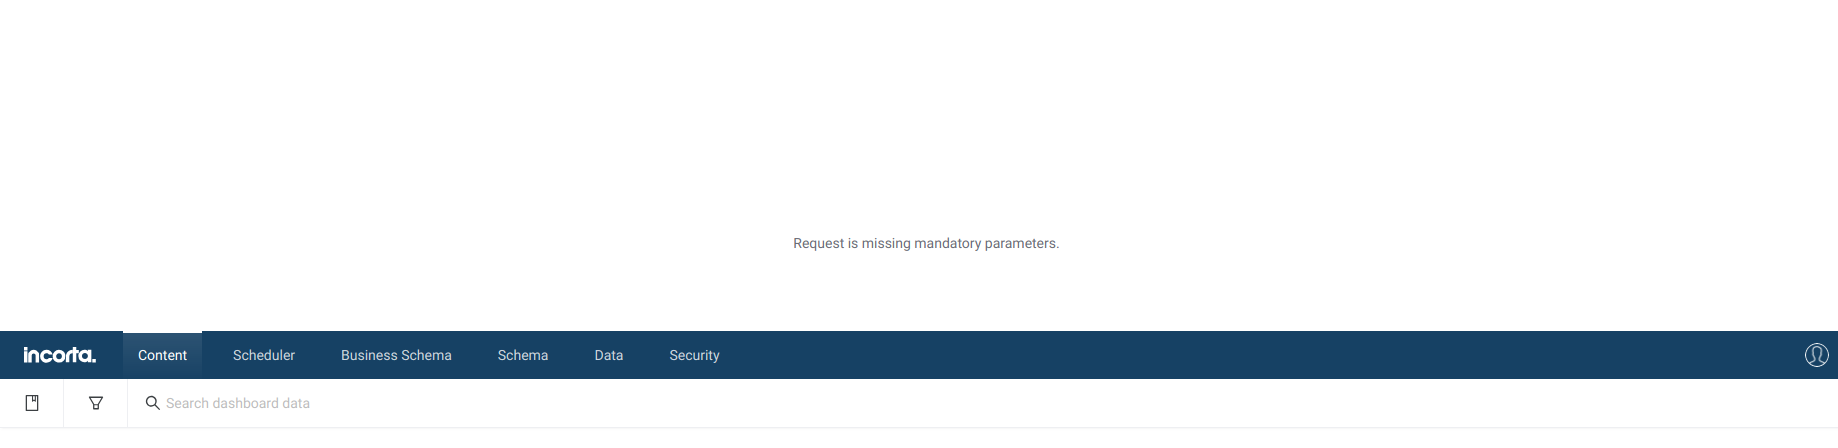 Request is missing mandatory parameters.
incorta. Content Scheduler Business Schema Schema Data Security
Search dashboard data